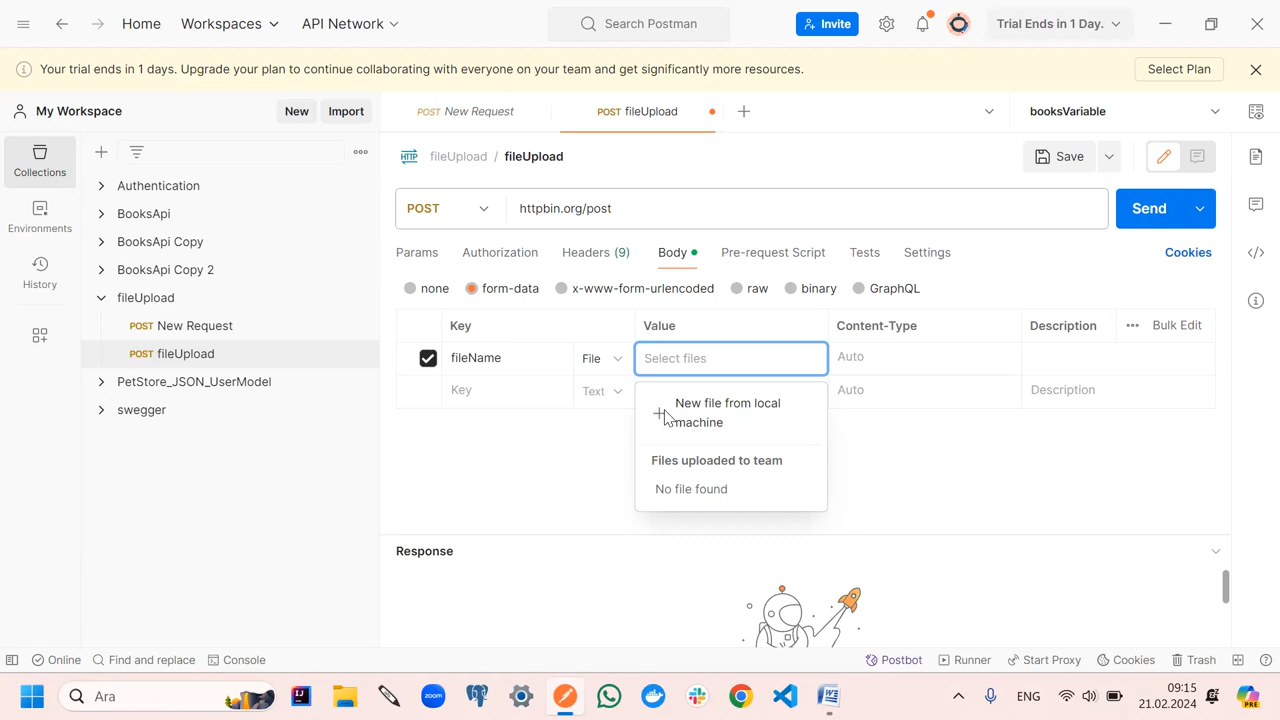 Home
Workspaces
API Network
Search Postman
Invite
Trial Ends in 1 Day.
Your trial ends in 1 days. Upgrade your plan to continue collaborating with everyone on your team and get significantly more resources.
Select Plan
My Workspace
New
Import
POST New Request
POST fileUpload
booksVariable
Collections
Environments
History
Authentication
BooksApi
BooksApi Copy
BooksApi Copy 2
fileUpload
POST New Request
POST fileUpload
PetStore_JSON_UserModel
swegger
HTTP fileUpload / fileUpload
Save
POST
httpbin.org/post
Send
Params
Authorization
Headers (9)
Body
Pre-request Script
Tests
Settings
Cookies
none
form-data
x-www-form-urlencoded
raw
binary
GraphQL
Key
Value
Content-Type
Description
Bulk Edit
fileName
File
Select files
Auto
Key
Text
Auto
Description
New file from local
machine
Files uploaded to team
No file found
Response
Online
Find and replace
Console
Postbot
Runner
Start Proxy
Cookies
Trash
Ara
zoom
ENG
09:15
21.02.2024
PRE